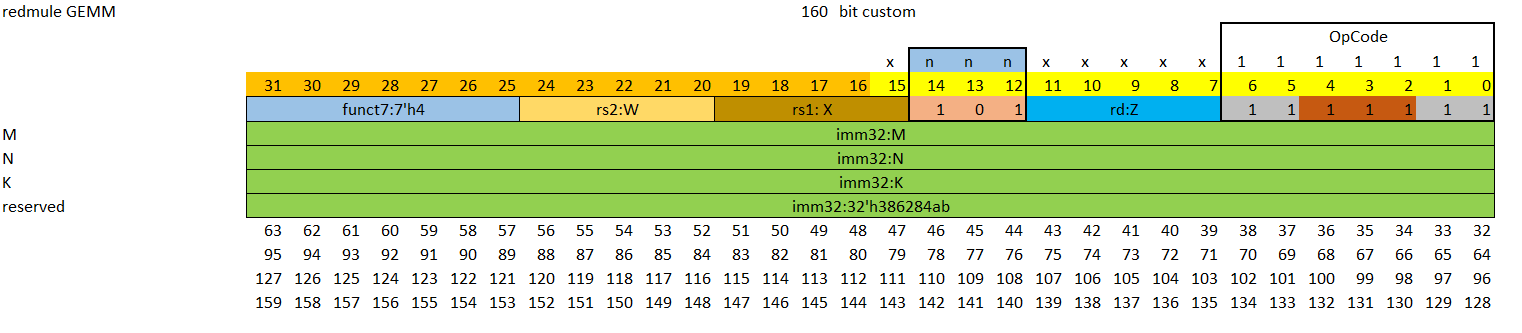 redmule GEMM 160 bit custom
OpCode
x n n n x x x x x 1 1 1 1 1 1 1
31 30 29 28 27 26 25 24 23 22 21 20 19 18 17 16 15 14 13 12 11 10 9 8 7 6 5 4 3 2 1 0
funct7:7'h4 rs2:W rs1: X 1 0 1 rd:Z 1 1 1 1 1 1 1
M imm32:M
N imm32:N
K imm32:K
reserved imm32:32'h386284ab
63 62 61 60 59 58 57 56 55 54 53 52 51 50 49 48 47 46 45 44 43 42 41 40 39 38 37 36 35 34 33 32
95 94 93 92 91 90 89 88 87 86 85 84 83 82 81 80 79 78 77 76 75 74 73 72 71 70 69 68 67 66 65 64
127 126 125 124 123 122 121 120 119 118 117 116 115 114 113 112 111 110 109 108 107 106 105 104 103 102 101 100 99 98 97 96
159 158 157 156 155 154 153 152 151 150 149 148 147 146 145 144 143 142 141 140 139 138 137 136 135 134 133 132 131 130 129 128